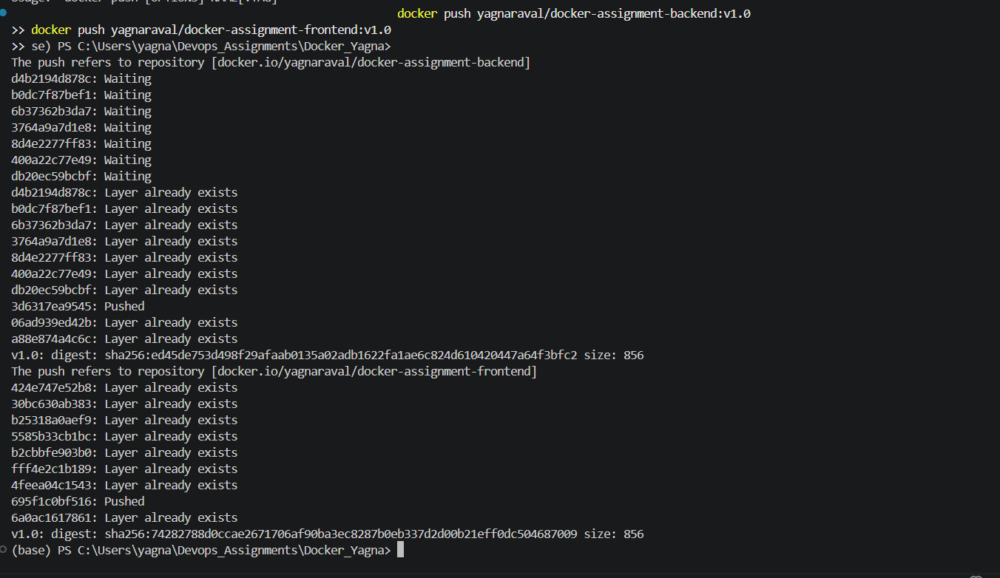 usage:  docker push [OPTIONS] NAME[:TAG]
docker push yagnaraval/docker-assignment-backend:v1.0
>> docker push yagnaraval/docker-assignment-frontend:v1.0
>> se) PS C:\Users\yagna\Devops_Assignments\Docker_Yagna>
The push refers to repository [docker.io/yagnaraval/docker-assignment-backend]
d4b2194d878c: Waiting
b0dc7f87bef1: Waiting
6b37362b3da7: Waiting
3764a9a7d1e8: Waiting
8d4e2277ff83: Waiting
400a22c77e49: Waiting
db20ec59bcbf: Waiting
d4b2194d878c: Layer already exists
b0dc7f87bef1: Layer already exists
6b37362b3da7: Layer already exists
3764a9a7d1e8: Layer already exists
8d4e2277ff83: Layer already exists
400a22c77e49: Layer already exists
db20ec59bcbf: Layer already exists
3d6317ea9545: Pushed
06ad939ed42b: Layer already exists
a88e874a4c6c: Layer already exists
v1.0: digest: sha256:ed45de753d498f29afaab0135a02adb1622fa1ae6c824d610420447a64f3bfc2 size: 856
The push refers to repository [docker.io/yagnaraval/docker-assignment-frontend]
424e747e52b8: Layer already exists
30bc630ab383: Layer already exists
b25318a0aef9: Layer already exists
5585b33cb1bc: Layer already exists
b2cbbfe903b0: Layer already exists
fff4e2c1b189: Layer already exists
4feea04c1543: Layer already exists
695f1c0bf516: Pushed
6a0ac1617861: Layer already exists
v1.0: digest: sha256:74282788d0ccae2671706af90ba3ec8287b0eb337d2d00b21eff0dc504687009 size: 856
(base) PS C:\Users\yagna\Devops_Assignments\Docker_Yagna>